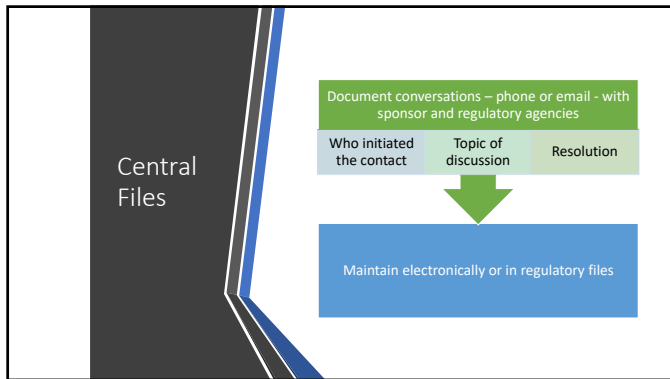 Central
Files
Document conversations – phone or email - with
sponsor and regulatory agencies
Who initiated
the contact
Topic of
discussion
Resolution
Maintain electronically or in regulatory files